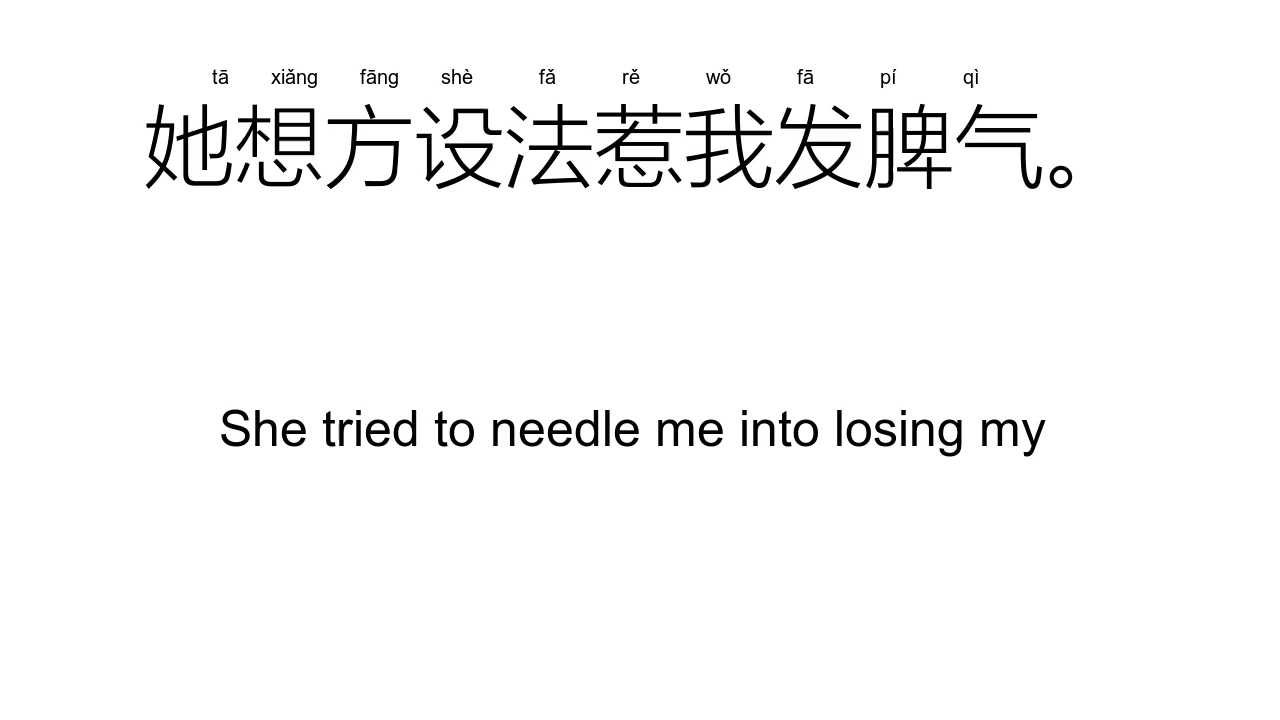 tā xiǎng fāng shè fǎ rě wǒ fā pí qì
她想方设法惹我发脾气。
She tried to needle me into losing my